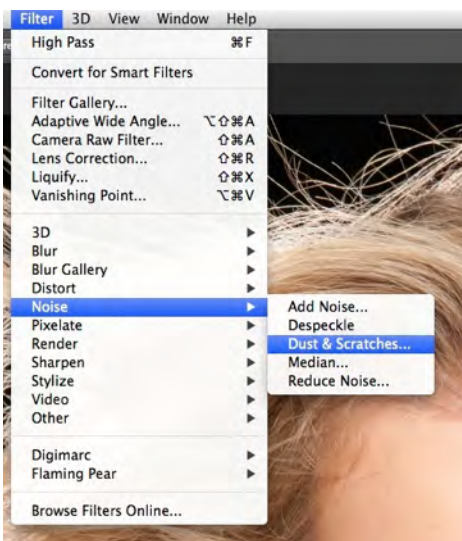 Filter 3D View Window Help
High Pass ⌘F
Convert for Smart Filters
Filter Gallery...
Adaptive Wide Angle... ⌥⇧⌘A
Camera Raw Filter... ⇧⌘A
Lens Correction... ⇧⌘R
Liquify... ⇧⌘X
Vanishing Point... ⌥⌘V
3D
Blur
Blur Gallery
Distort
Noise
Pixelate
Render
Sharpen
Stylize
Video
Other
Digimarc
Flaming Pear
Browse Filters Online...
Add Noise...
Despeckle
Dust & Scratches...
Median...
Reduce Noise...